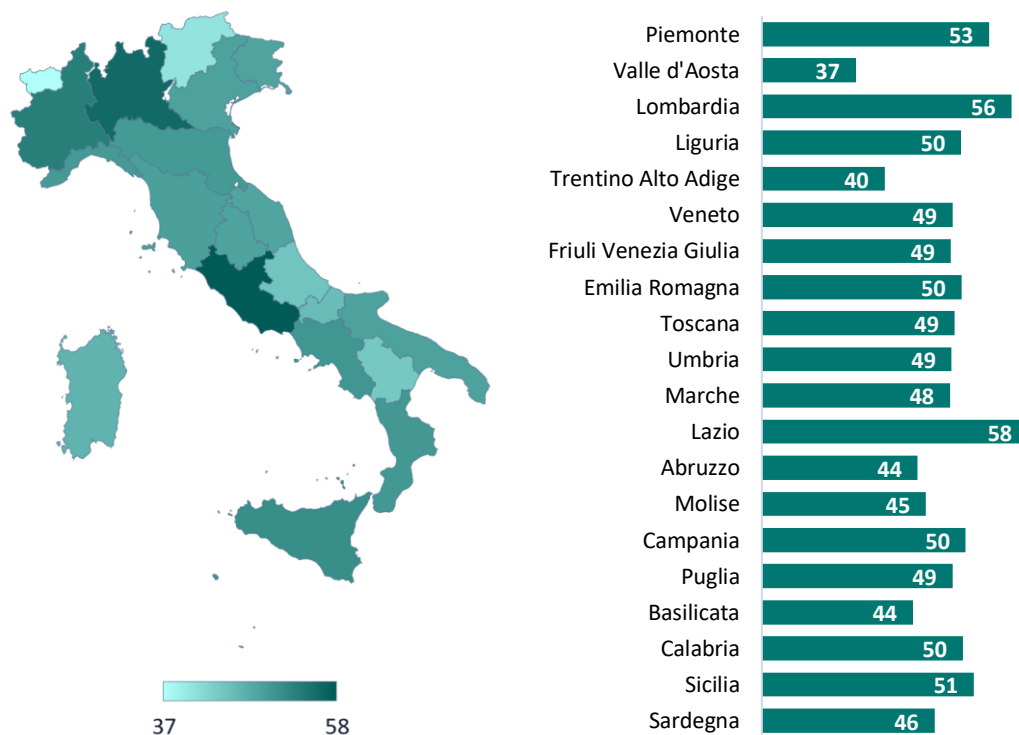 Piemonte 53
Valle d'Aosta 37
Lombardia 56
Liguria 50
Trentino Alto Adige 40
Veneto 49
Friuli Venezia Giulia 49
Emilia Romagna 50
Toscana 49
Umbria 49
Marche 48
Lazio 58
Abruzzo 44
Molise 45
Campania 50
Puglia 49
Basilicata 44
Calabria 50
Sicilia 51
Sardegna 46
37 58